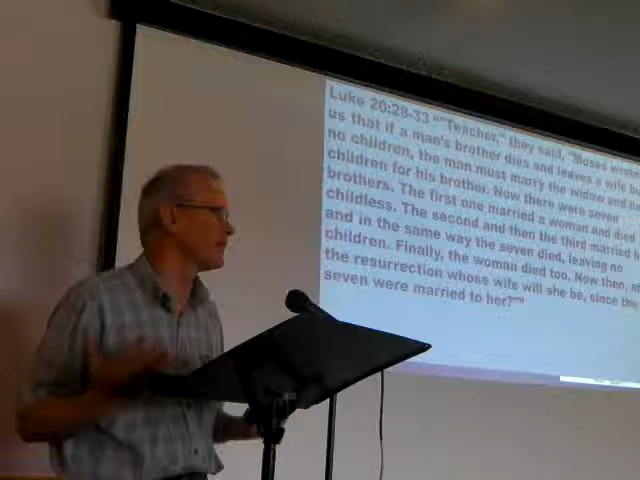 Luke 20:28-33 ""Teacher," they said, "Moses wrote
us that if a man's brother dies and leaves a wife bu
no children, the man must marry the widow and ha
children for his brother. Now there were seven
brothers. The first one married a woman and died
childless. The second and then the third married h
and in the same way the seven died, leaving no
children. Finally, the woman died too. Now then, at
the resurrection whose wife will she be, since the
seven were married to her?""